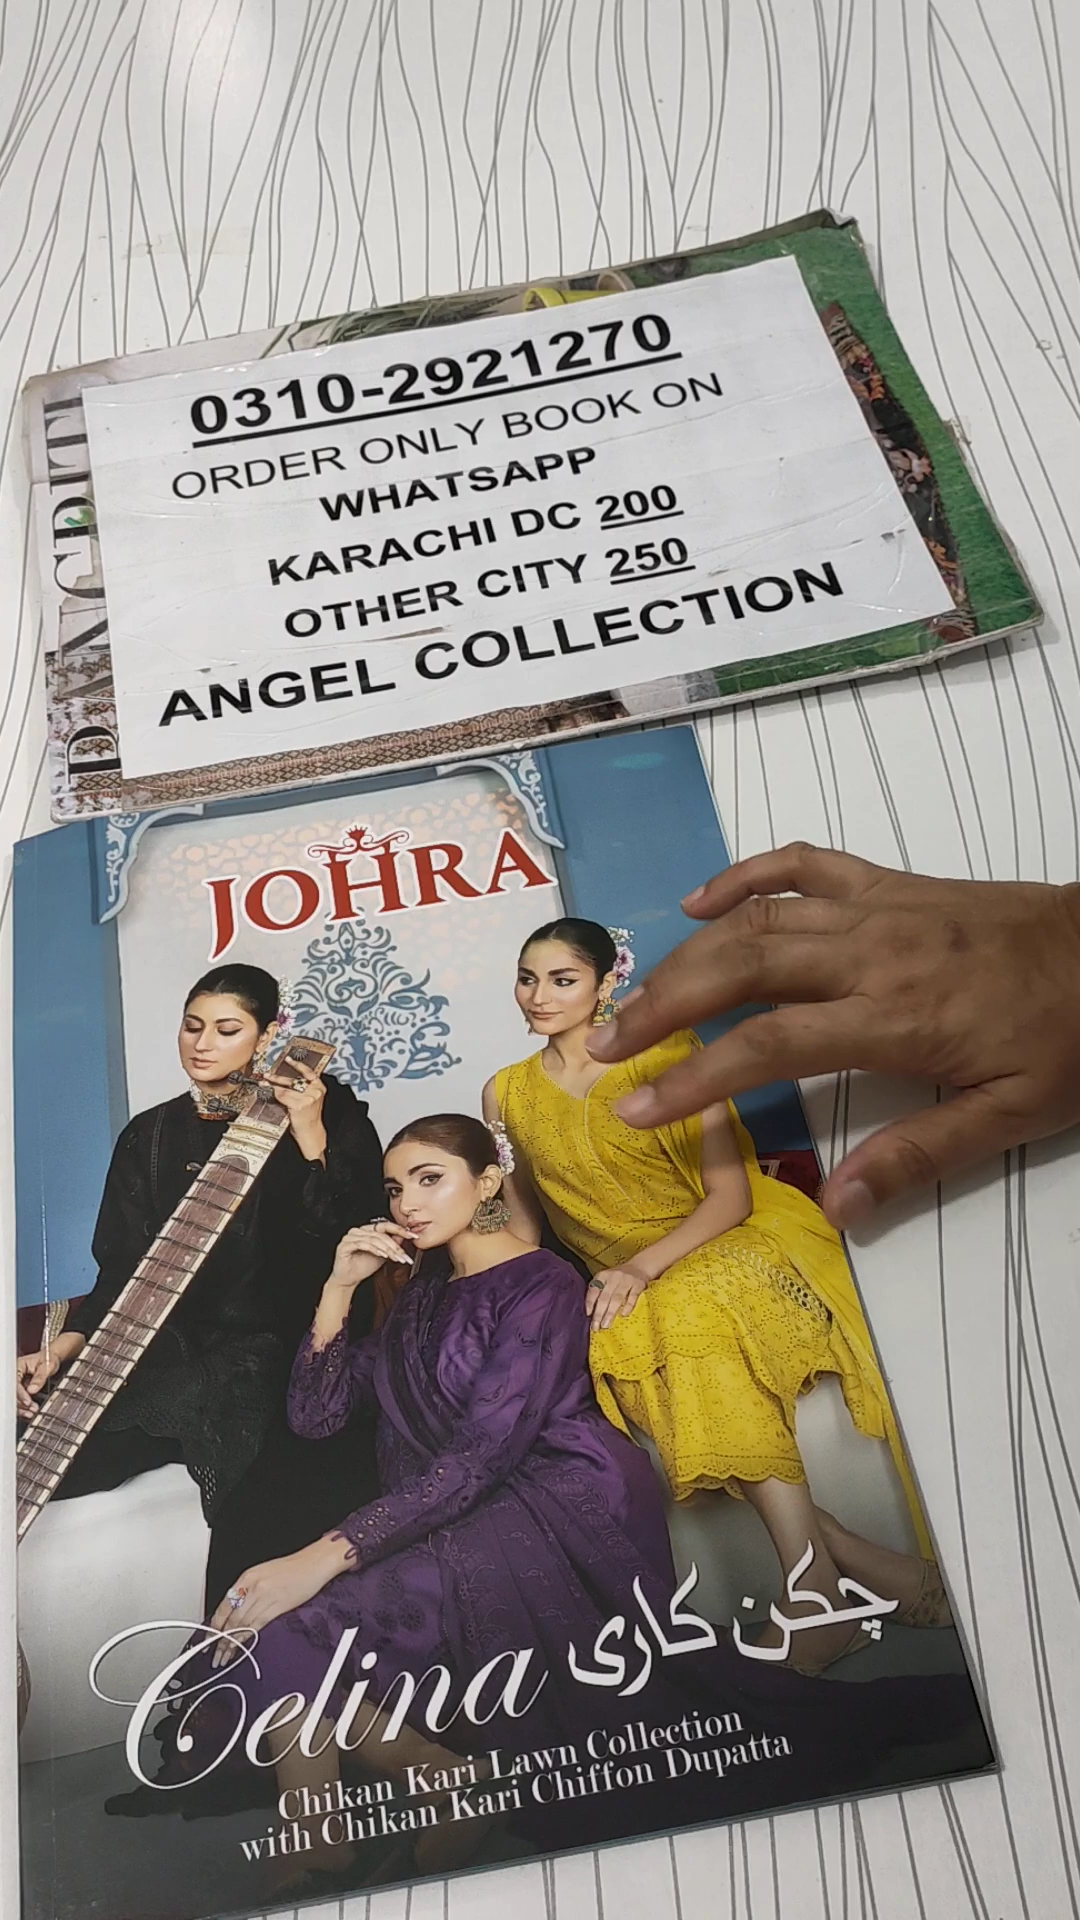 0310-2921270
ORDER ONLY BOOK ON
WHATSAPP
KARACHI DC 200
OTHER CITY 250
ANGEL COLLECTION
JOHRA
Celina چکن کاری
Chikan Kari Lawn Collection
with Chikan Kari Chiffon Dupatta